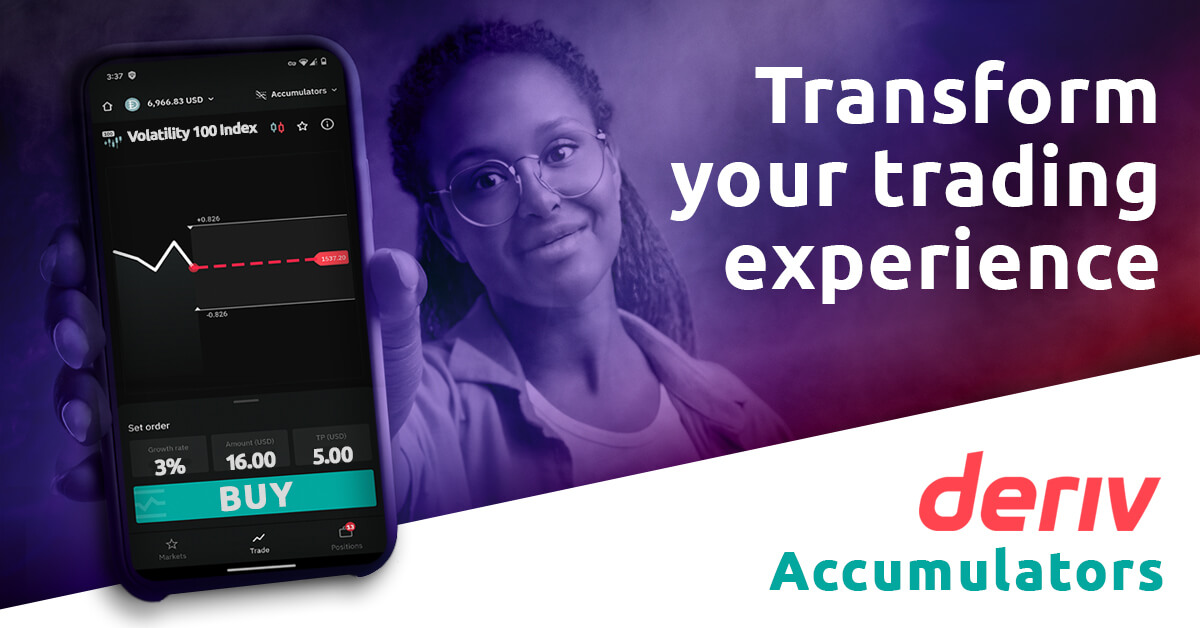 3:37
6,966.83 USD
Accumulators
100
Volatility 100 Index
+0.826
1537.20
-0.826
Set order
Growth rate
3%
Amount (USD)
16.00
TP (USD)
5.00
BUY
Markets
Trade
13
Positions
Transform
your trading
experience
deriv
Accumulators